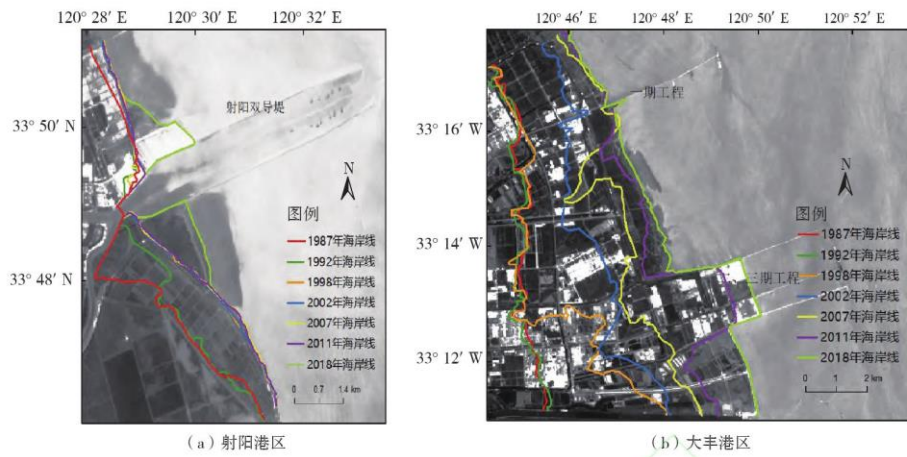 120° 28′ E 120° 30′ E 120° 32′ E
33° 50′ N
33° 48′ N
射阳双导堤
N
图例
1987年海岸线
1992年海岸线
1998年海岸线
2002年海岸线
2007年海岸线
2011年海岸线
2018年海岸线
0 0.7 1.4 km
(a) 射阳港区
120° 46′ E 120° 48′ E 120° 50′ E 120° 52′ E
33° 16′ W
33° 14′ W
33° 12′ W
一期工程
N
图例
1987年海岸线
1992年海岸线
1998年海岸线
2002年海岸线
2007年海岸线
2011年海岸线
2018年海岸线
三期工程
0 1 2 km
(b) 大丰港区